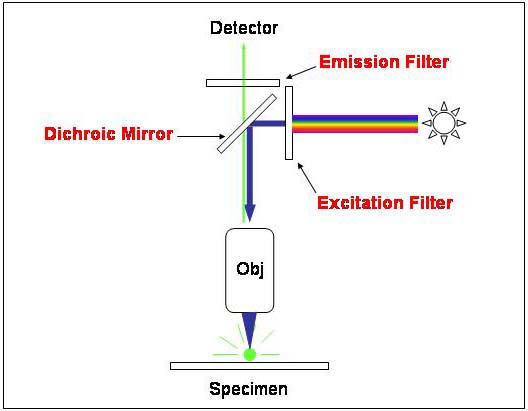 Detector
Emission Filter
Dichroic Mirror
Excitation Filter
Obj
Specimen